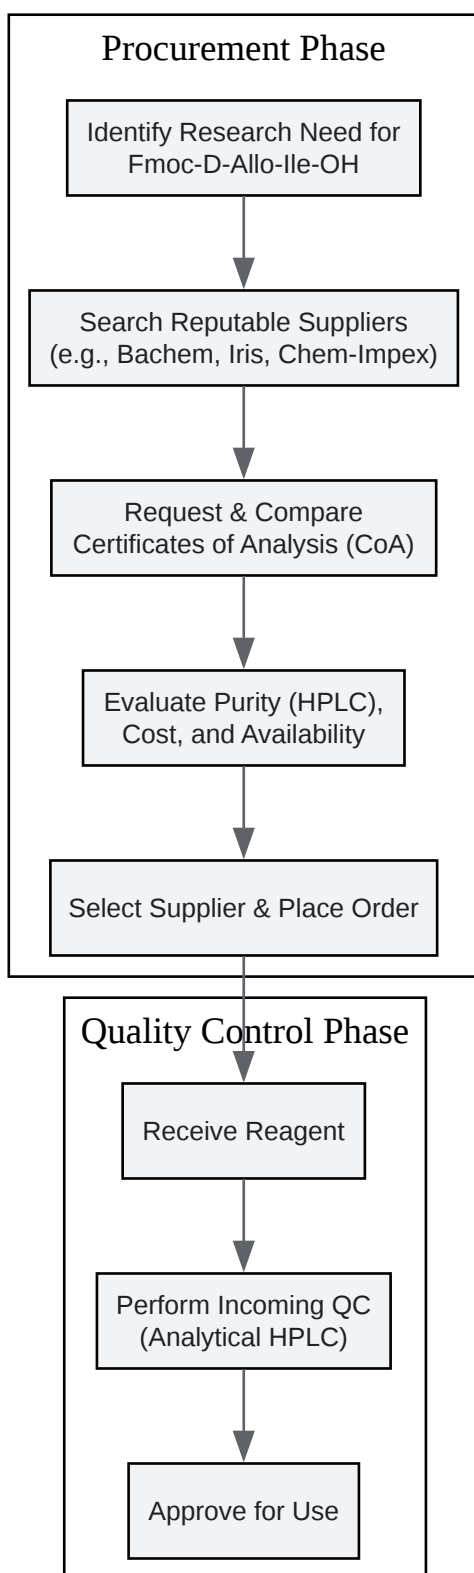 Procurement Phase
Identify Research Need for
Fmoc-D-Allo-Ile-OH
Search Reputable Suppliers
(e.g., Bachem, Iris, Chem-Impex)
Request & Compare
Certificates of Analysis (CoA)
Evaluate Purity (HPLC),
Cost, and Availability
Select Supplier & Place Order
Quality Control Phase
Receive Reagent
Perform Incoming QC
(Analytical HPLC)
Approve for Use